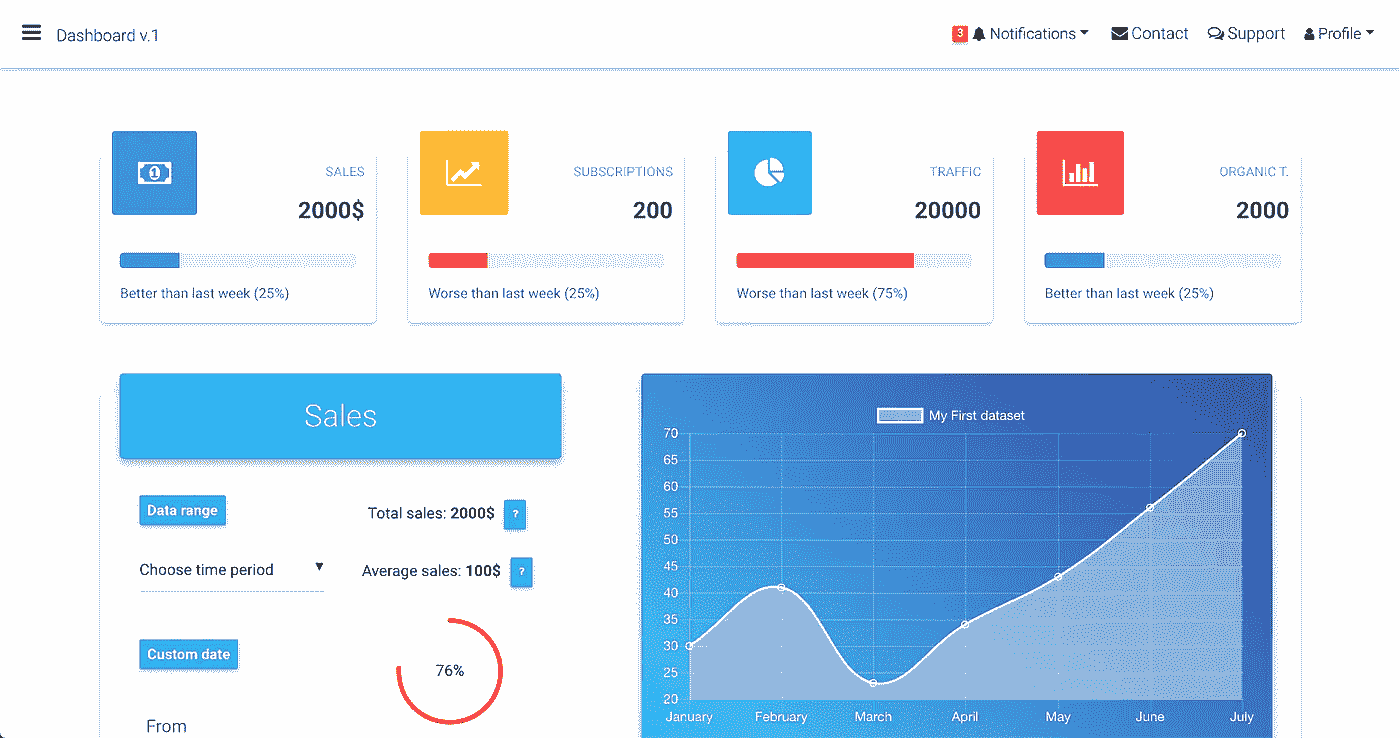 Dashboard v.1
3 Notifications Contact Support Profile
SALES
2000$
Better than last week (25%)
SUBSCRIPTIONS
200
Worse than last week (25%)
TRAFFIC
20000
Worse than last week (75%)
ORGANIC T.
2000
Better than last week (25%)
Sales
Data range
Choose time period
Custom date
From
Total sales: 2000$ ?
Average sales: 100$ ?
76%
My First dataset
70
65
60
55
50
45
40
35
30
25
20
January February March April May June July